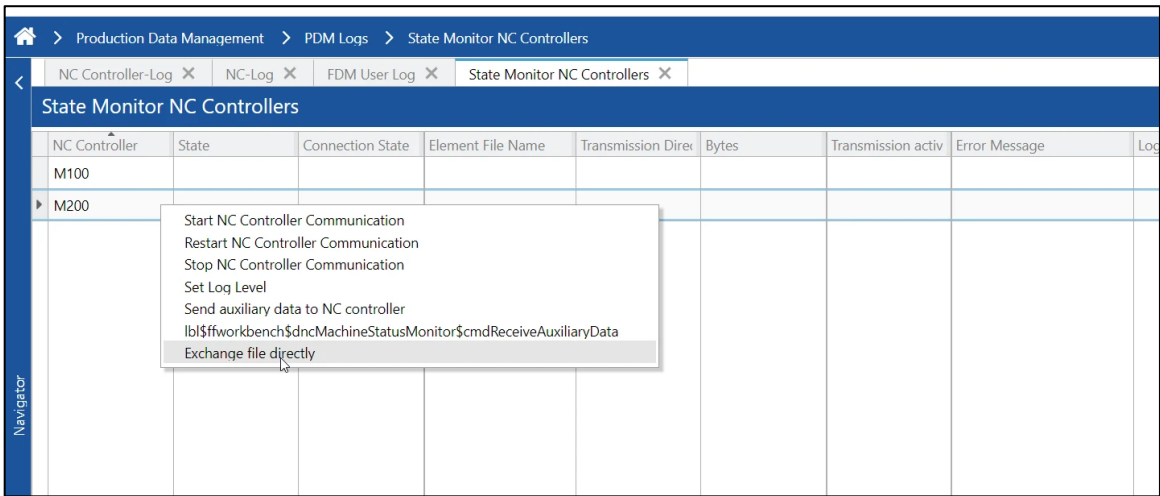 Production Data Management > PDM Logs > State Monitor NC Controllers
NC Controller-Log NC-Log FDM User Log State Monitor NC Controllers
State Monitor NC Controllers
NC Controller State Connection State Element File Name Transmission Direc Bytes Transmission activ Error Message Log
M100
M200
Start NC Controller Communication
Restart NC Controller Communication
Stop NC Controller Communication
Set Log Level
Send auxiliary data to NC controller
lbl$ffworkbench$dncMachineStatusMonitor$cmdReceiveAuxiliaryData
Exchange file directly
Navigator